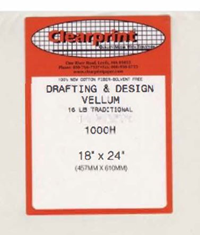 Clearprint
100% NEW COTTON FIBER-SOLVENT FREE
DRAFTING & DESIGN
VELLUM
16 LB TRADITIONAL
1000H
18" x 24"
(457MM X 610MM)